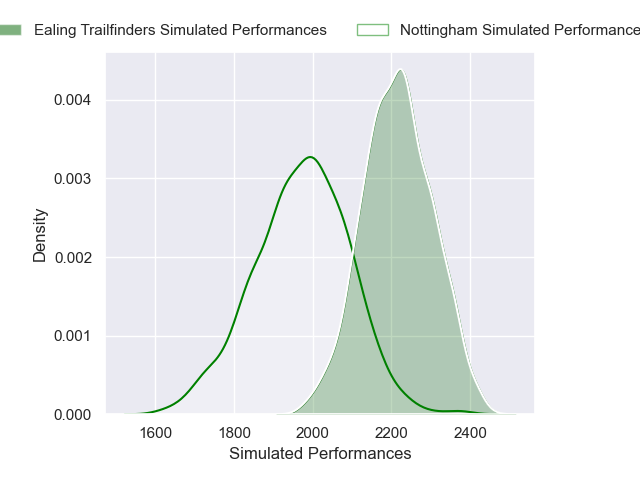 Ealing Trailfinders Simulated Performances
Nottingham Simulated Performance
0.004
0.003
0.002
0.001
0.000
Density
1600
1800
2000
2200
2400
Simulated Performances